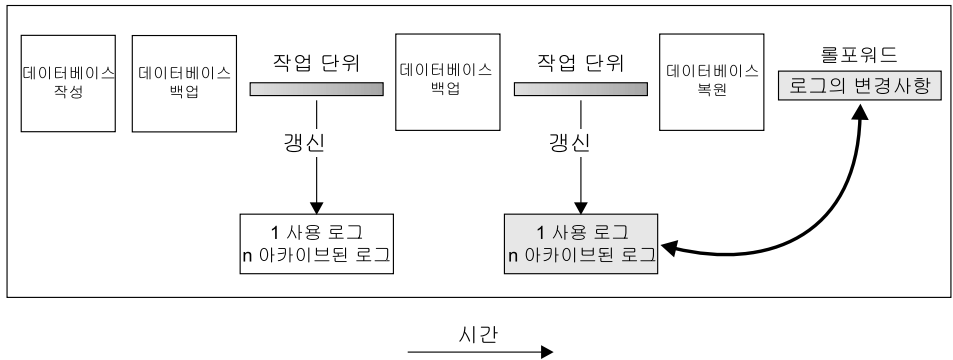 데이터베이스
작성
데이터베이스
백업
작업 단위
데이터베이스
백업
작업 단위
데이터베이스
복원
롤포워드
로그의 변경사항
갱신
갱신
1 사용 로그
n 아카이브된 로그
1 사용 로그
n 아카이브된 로그
시간